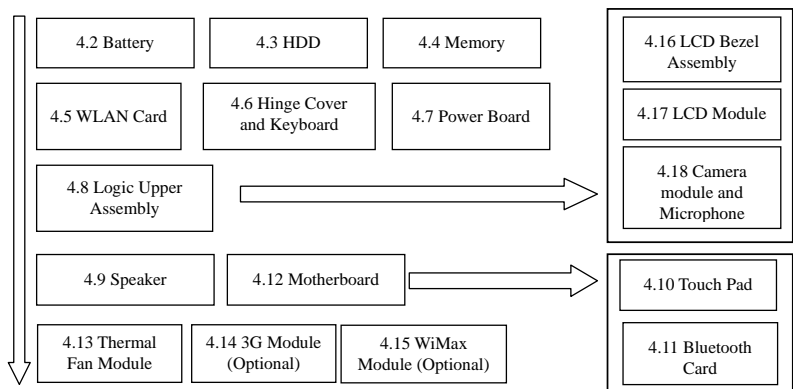 4.2 Battery
4.3 HDD
4.4 Memory
4.5 WLAN Card
4.6 Hinge Cover
and Keyboard
4.7 Power Board
4.8 Logic Upper
Assembly
4.9 Speaker
4.12 Motherboard
4.13 Thermal
Fan Module
4.14 3G Module
(Optional)
4.15 WiMax
Module (Optional)
4.16 LCD Bezel
Assembly
4.17 LCD Module
4.18 Camera
module and
Microphone
4.10 Touch Pad
4.11 Bluetooth
Card